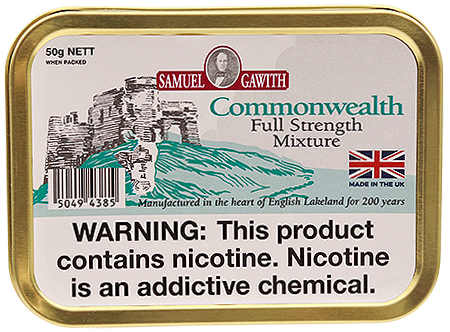 50g NETT
WHEN PACKED
SAMUEL GAWITH
Commonwealth
Full Strength
Mixture
MADE IN THE UK
5049 4385
Manufactured in the heart of English Lakeland for 200 years
WARNING: This product
contains nicotine. Nicotine
is an addictive chemical.